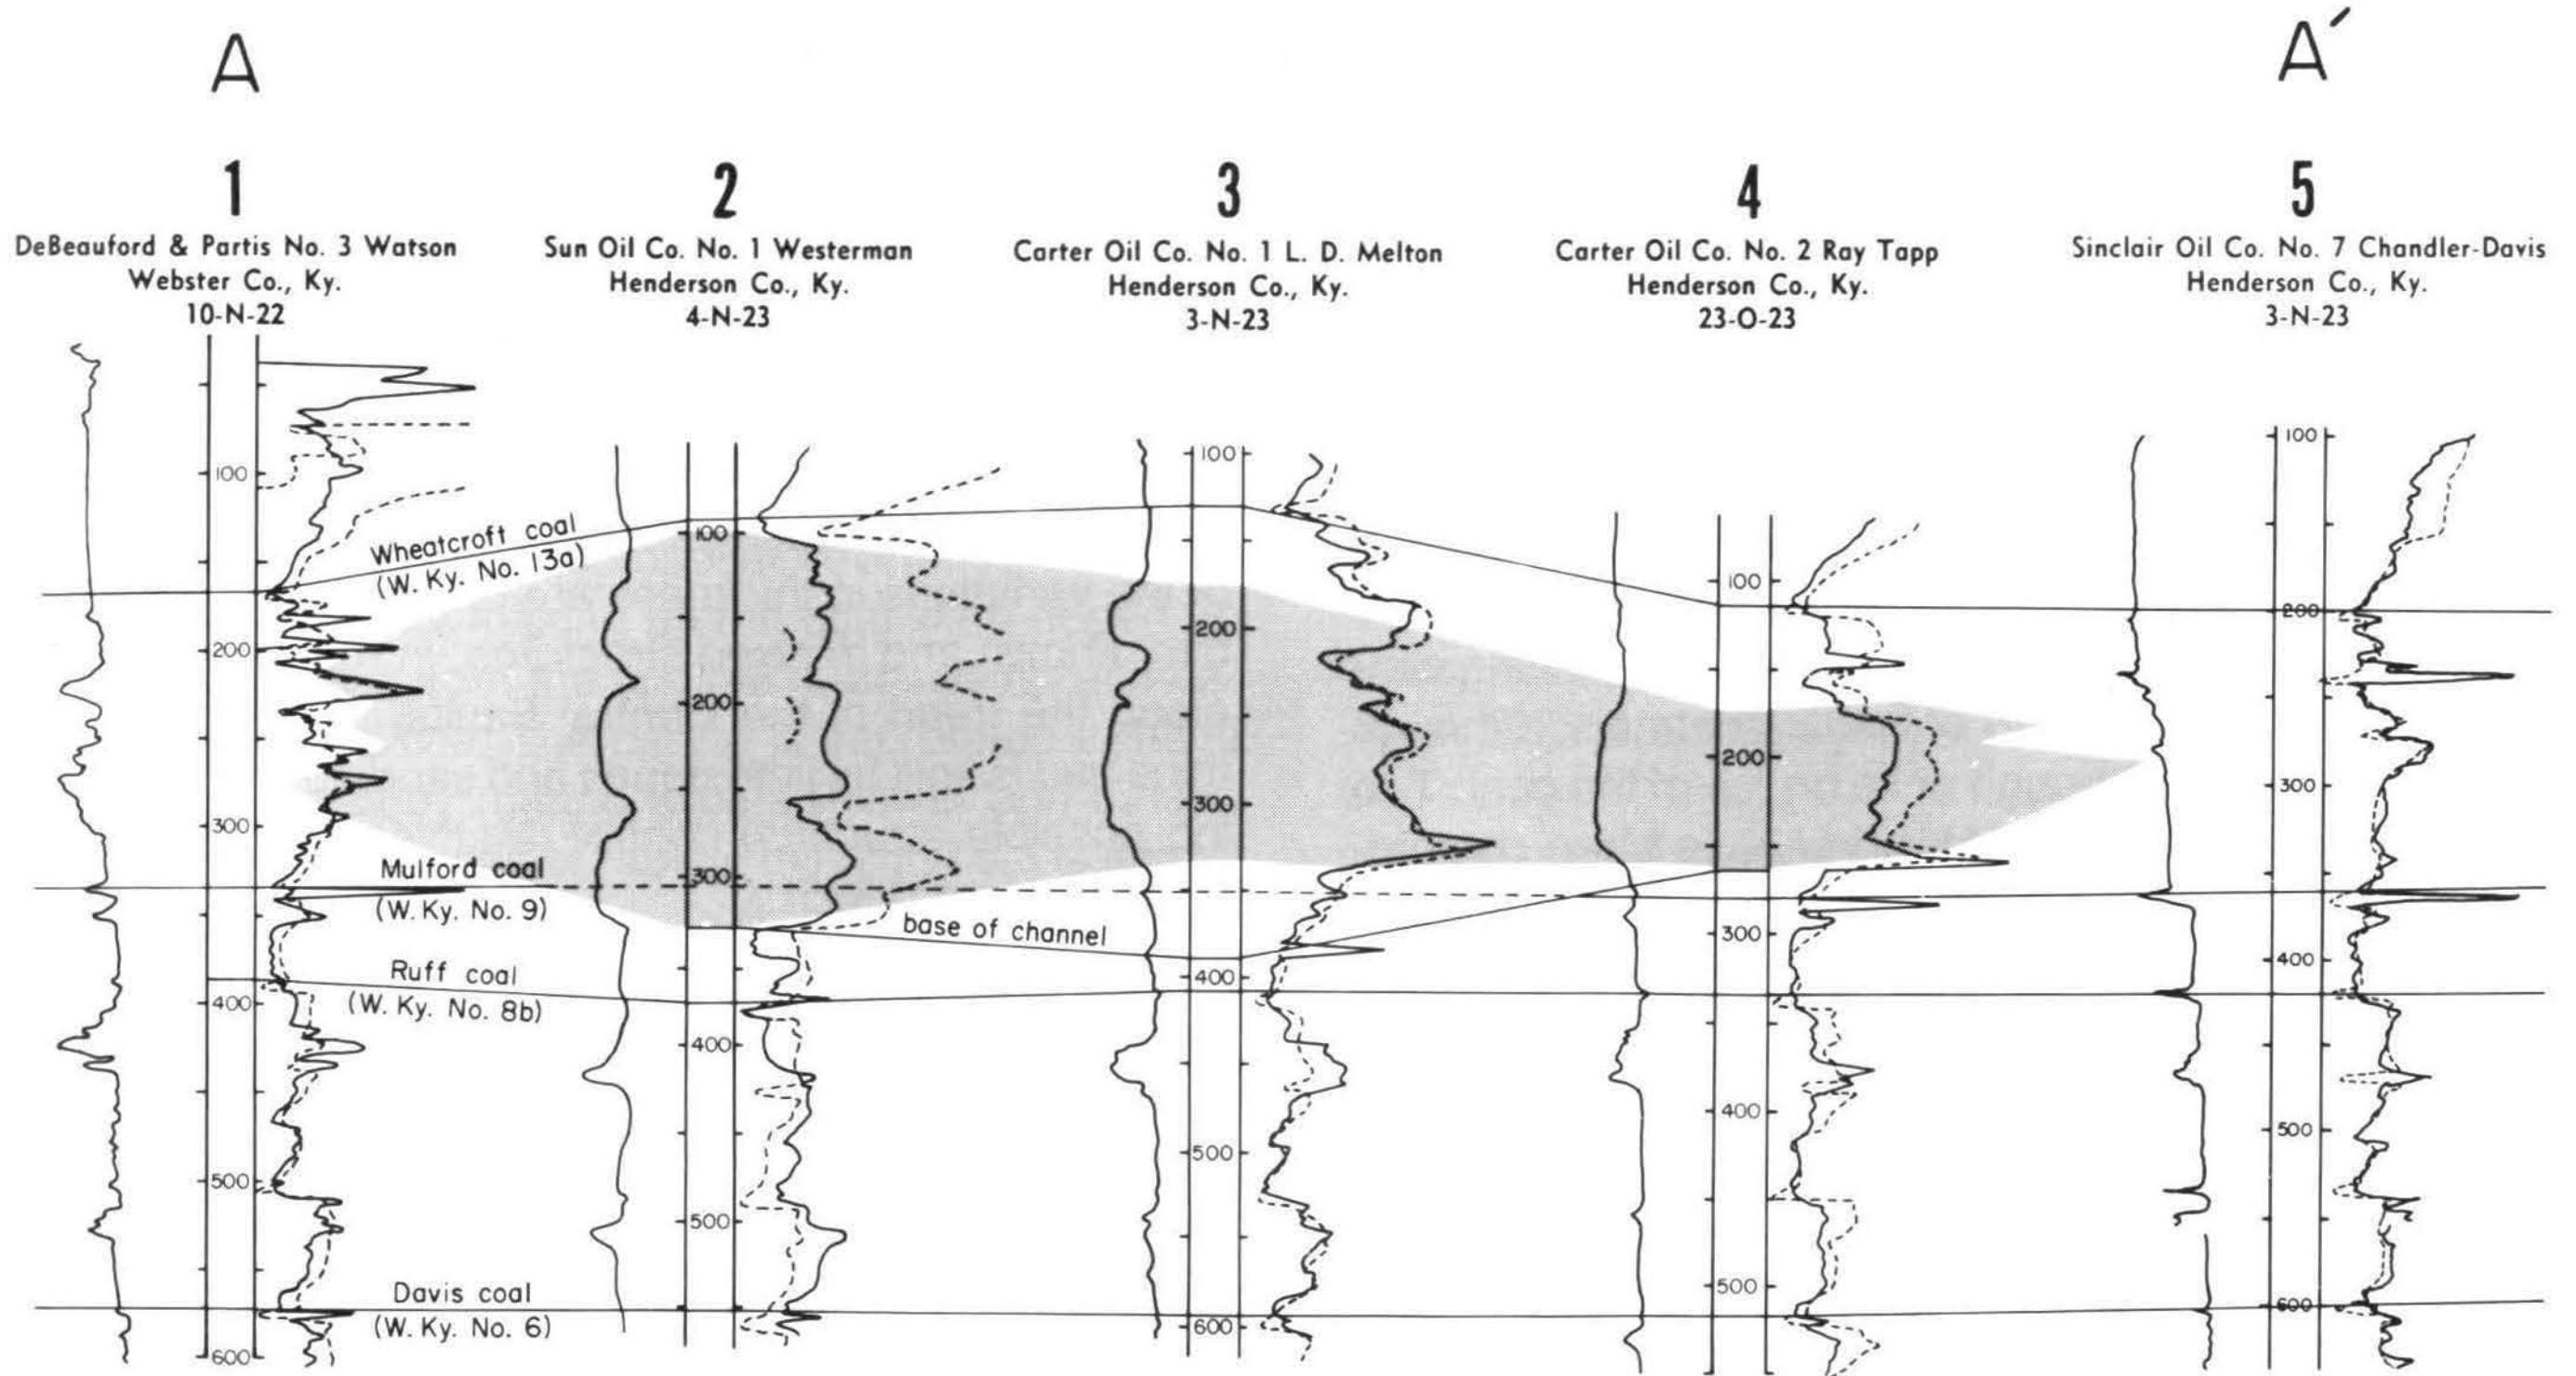 A
A′
1
DeBeauford & Partis No. 3 Watson
Webster Co., Ky.
10-N-22
2
Sun Oil Co. No. 1 Westerman
Henderson Co., Ky.
4-N-23
3
Carter Oil Co. No. 1 L. D. Melton
Henderson Co., Ky.
3-N-23
4
Carter Oil Co. No. 2 Ray Tapp
Henderson Co., Ky.
23-O-23
5
Sinclair Oil Co. No. 7 Chandler-Davis
Henderson Co., Ky.
3-N-23
100
200
300
400
500
600
Wheatcroft coal
(W. Ky. No. 13a)
Mulford coal
(W. Ky. No. 9)
Ruff coal
(W. Ky. No. 8b)
Davis coal
(W. Ky. No. 6)
100
200
300
400
500
base of channel
100
200
300
400
500
600
100
200
300
400
500
100
200
300
400
500
600